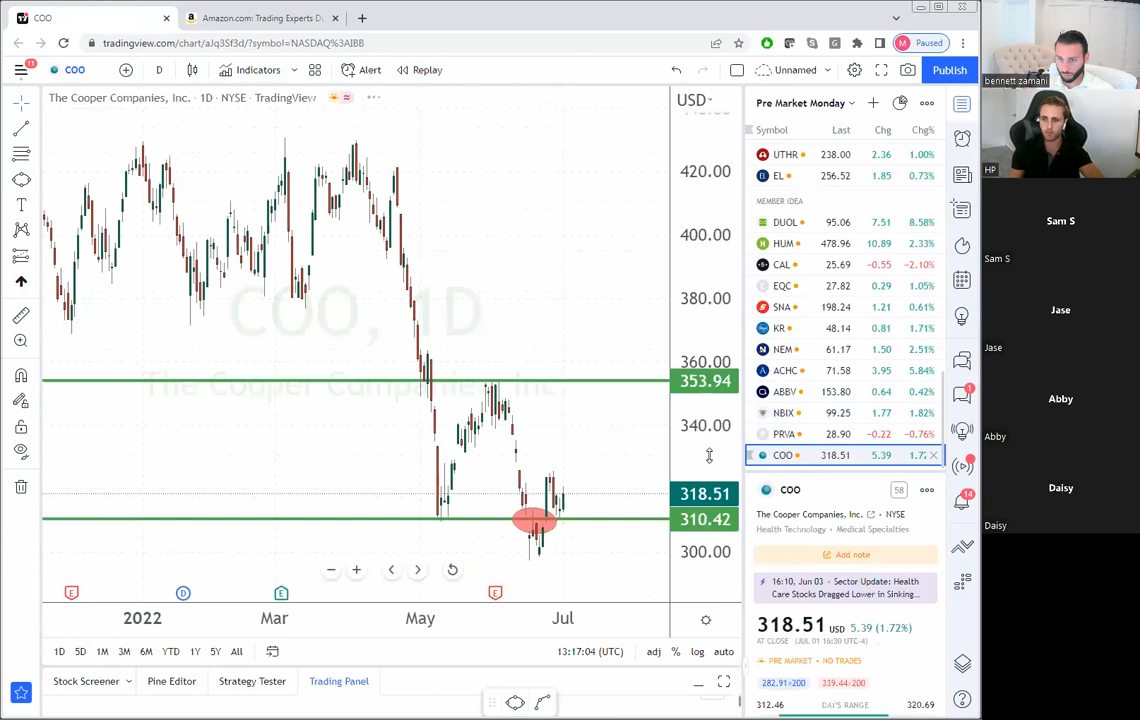 COO
Amazon.com: Trading Experts D
tradingview.com/chart/aJq3Sf3d/?symbol=NASDAQ%3AIBB
M Paused
11 COO D Indicators Alert Replay Unnamed Publish
The Cooper Companies, Inc. · 1D · NYSE · TradingView
USD
420.00
400.00
380.00
360.00
353.94
340.00
318.51
310.42
300.00
COO, 1D
The Cooper Companies, Inc.
E D E E
2022 Mar May Jul
1D 5D 1M 3M 6M YTD 1Y 5Y All 13:17:04 (UTC) adj % log auto
Stock Screener Pine Editor Strategy Tester Trading Panel
Pre Market Monday
Symbol Last Chg Chg%
UTHR 238.00 2.36 1.00%
EL 256.52 1.85 0.73%
MEMBER IDEA
DUOL 95.06 7.51 8.58%
HUM 478.96 10.89 2.33%
CAL 25.69 −0.55 −2.10%
EQC 27.82 0.29 1.05%
SNA 198.24 1.21 0.61%
KR 48.14 0.81 1.71%
NEM 61.17 1.50 2.51%
ACHC 71.58 3.95 5.84%
ABBV 153.80 0.64 0.42%
NBIX 99.25 1.77 1.82%
PRVA 28.90 −0.22 −0.76%
COO 318.51 5.39 1.72
COO 58
The Cooper Companies, Inc. · NYSE
Health Technology · Medical Specialties
Add note
16:10, Jun 03 · Sector Update: Health
Care Stocks Dragged Lower in Sinking...
318.51 USD 5.39 (1.72%)
AT CLOSE (JUL 01 16:30 UTC-4)
PRE MARKET · NO TRADES
282.91×200 339.44×200
312.46 DAY'S RANGE 320.69
1
14
bennett zamani
HP
Sam S
Sam S
Jase
Jase
Abby
Abby
Daisy
Daisy